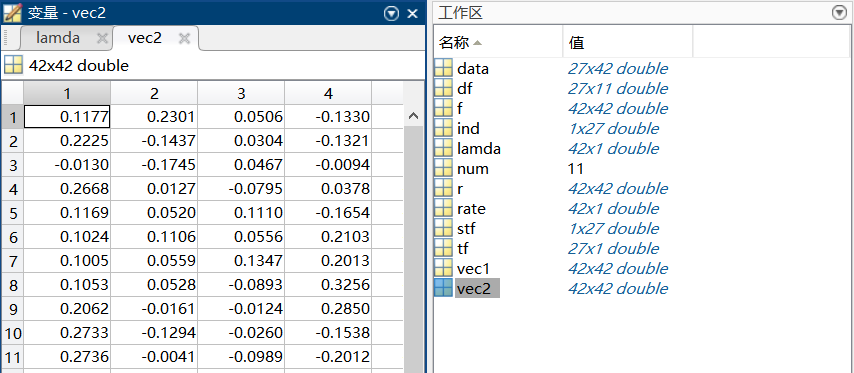 变量 - vec2
lamda vec2
42x42 double
1 2 3 4
1 0.1177 0.2301 0.0506 -0.1330
2 0.2225 -0.1437 0.0304 -0.1321
3 -0.0130 -0.1745 0.0467 -0.0094
4 0.2668 0.0127 -0.0795 0.0378
5 0.1169 0.0520 0.1110 -0.1654
6 0.1024 0.1106 0.0556 0.2103
7 0.1005 0.0559 0.1347 0.2013
8 0.1053 0.0528 -0.0893 0.3256
9 0.2062 -0.0161 -0.0124 0.2850
10 0.2733 -0.1294 -0.0260 -0.1538
11 0.2736 -0.0041 -0.0989 -0.2012
工作区
名称 值
data 27x42 double
df 27x11 double
f 42x42 double
ind 1x27 double
lamda 42x1 double
num 11
r 42x42 double
rate 42x1 double
stf 1x27 double
tf 27x1 double
vec1 42x42 double
vec2 42x42 double